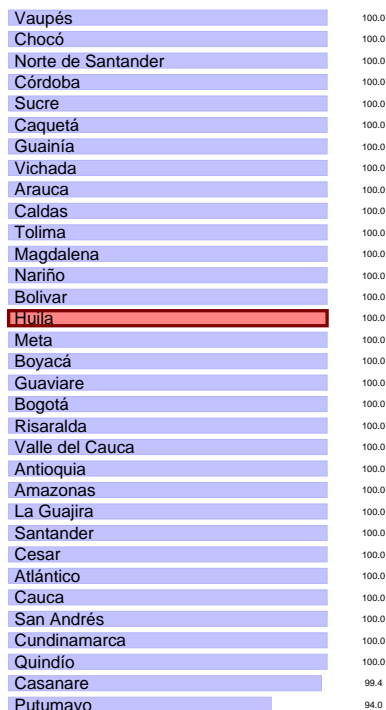 Vaupés 100.0
Chocó 100.0
Norte de Santander 100.0
Córdoba 100.0
Sucre 100.0
Caquetá 100.0
Guainía 100.0
Vichada 100.0
Arauca 100.0
Caldas 100.0
Tolima 100.0
Magdalena 100.0
Nariño 100.0
Bolivar 100.0
Huila 100.0
Meta 100.0
Boyacá 100.0
Guaviare 100.0
Bogotá 100.0
Risaralda 100.0
Valle del Cauca 100.0
Antioquia 100.0
Amazonas 100.0
La Guajira 100.0
Santander 100.0
Cesar 100.0
Atlántico 100.0
Cauca 100.0
San Andrés 100.0
Cundinamarca 100.0
Quindío 100.0
Casanare 99.4
Putumayo 94.0